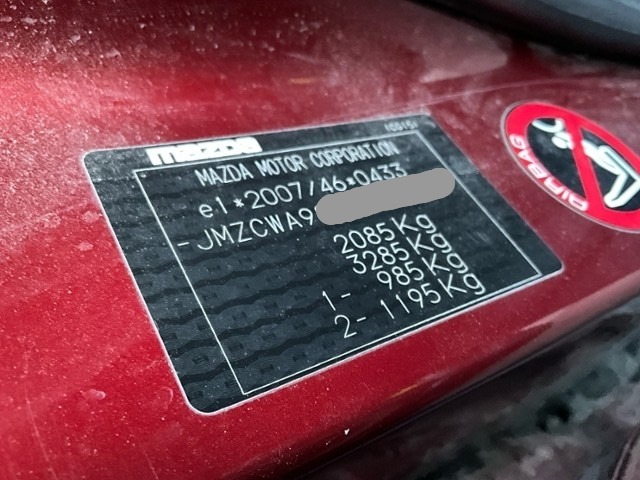 mazda
MAZDA MOTOR CORPORATION
e1*2007/46*0433
-JMZCWA9
2085Kg
3285Kg
1- 985Kg
2- 1195Kg
AIRBAG